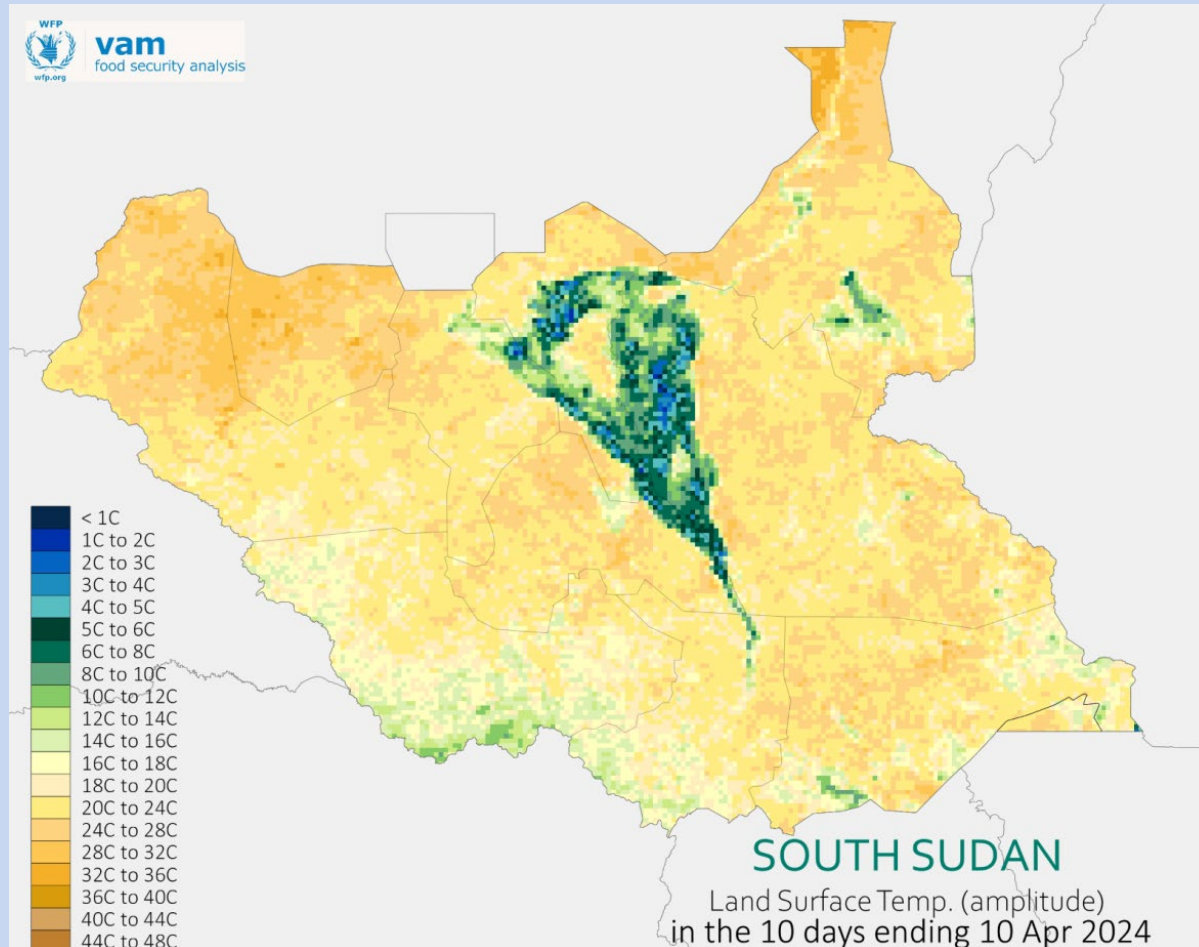 WFP
wfp.org
vam
food security analysis
< 1C
1C to 2C
2C to 3C
3C to 4C
4C to 5C
5C to 6C
6C to 8C
8C to 10C
10C to 12C
12C to 14C
14C to 16C
16C to 18C
18C to 20C
20C to 24C
24C to 28C
28C to 32C
32C to 36C
36C to 40C
40C to 44C
44C to 48C
SOUTH SUDAN
Land Surface Temp. (amplitude)
in the 10 days ending 10 Apr 2024